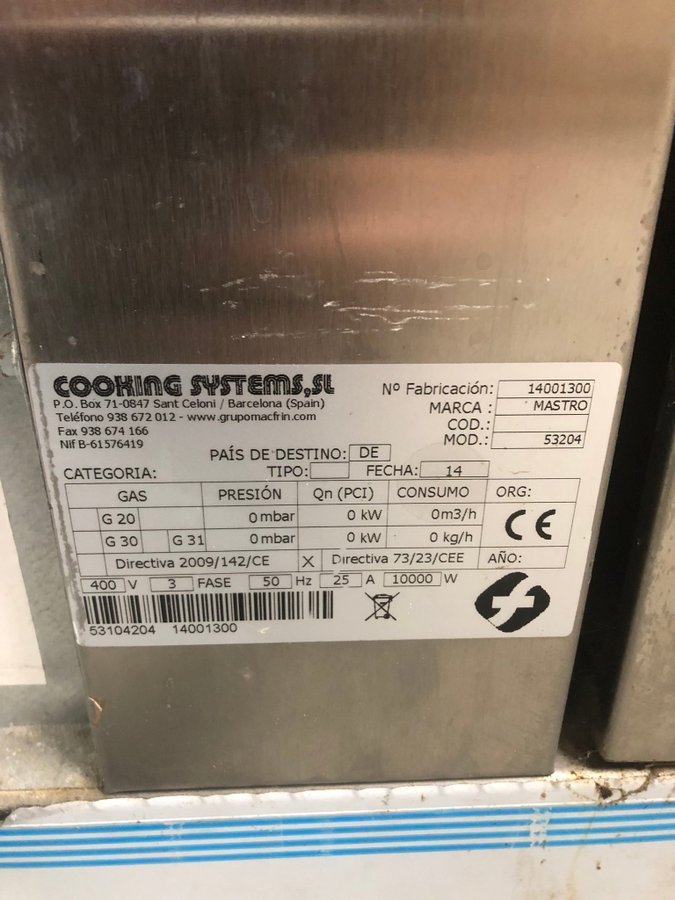 COOKING SYSTEMS,SL
P.O. Box 71-0847 Sant Celoni / Barcelona (Spain)
Teléfono 938 672 012 - www.grupomacfrin.com
Fax 938 674 166
Nif B-61576419
Nº Fabricación: 14001300
MARCA : MASTRO
COD.:
MOD.: 53204
PAÍS DE DESTINO: DE
CATEGORIA: TIPO: FECHA: 14
GAS PRESIÓN Qn (PCI) CONSUMO ORG:
G 20 0 mbar 0 kW 0m3/h CE
G 30 G 31 0 mbar 0 kW 0 kg/h
Directiva 2009/142/CE X Directiva 73/23/CEE AÑO:
400 V 3 FASE 50 Hz 25 A 10000 W
53104204 14001300